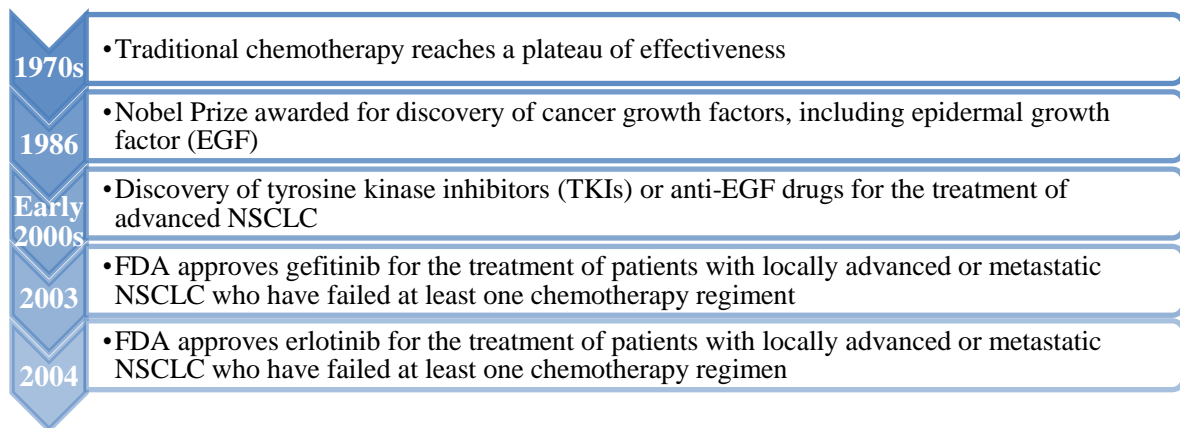 1970s
•Traditional chemotherapy reaches a plateau of effectiveness
1986
•Nobel Prize awarded for discovery of cancer growth factors, including epidermal growth
factor (EGF)
Early
2000s
•Discovery of tyrosine kinase inhibitors (TKIs) or anti-EGF drugs for the treatment of
advanced NSCLC
2003
•FDA approves gefitinib for the treatment of patients with locally advanced or metastatic
NSCLC who have failed at least one chemotherapy regiment
2004
•FDA approves erlotinib for the treatment of patients with locally advanced or metastatic
NSCLC who have failed at least one chemotherapy regimen